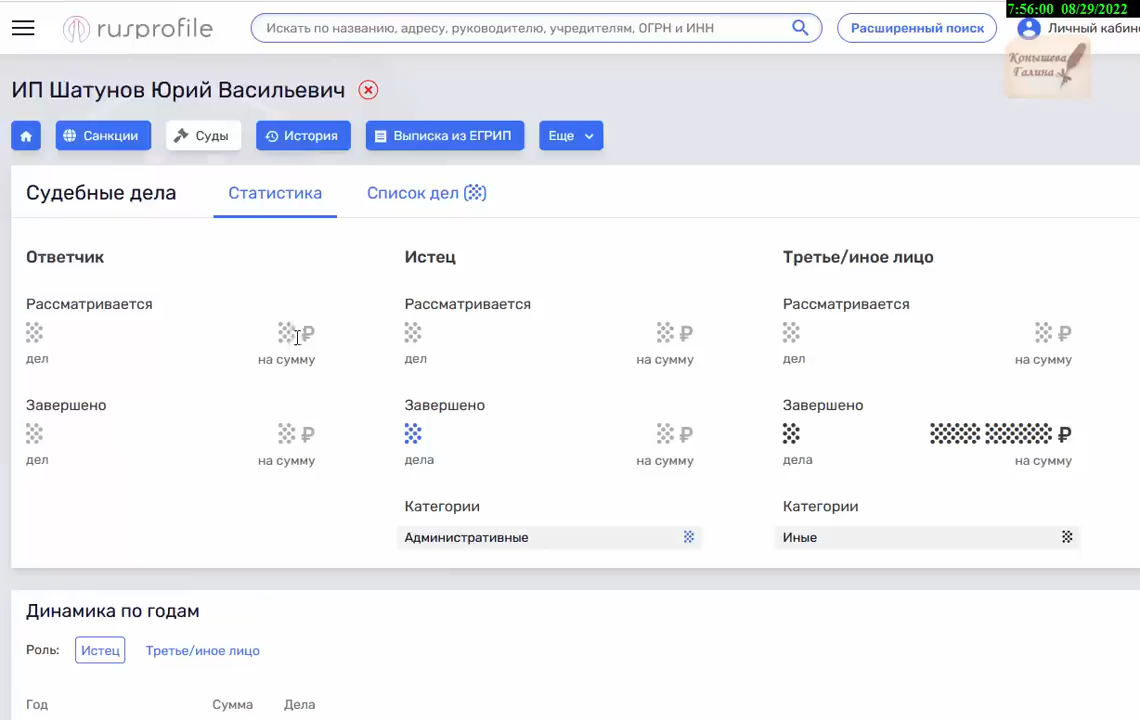 7:56:00 08/29/2022
rusprofile
Искать по названию, адресу, руководителю, учредителям, ОГРН и ИНН
Расширенный поиск
Личный кабин
Конышева
Галина
ИП Шатунов Юрий Васильевич
Санкции
Суды
История
Выписка из ЕГРИП
Еще
Судебные дела
Статистика
Список дел ( )
Ответчик Истец Третье/иное лицо
Рассматривается Рассматривается Рассматривается
₽ ₽ ₽
дел на сумму дел на сумму дел на сумму
Завершено Завершено Завершено
₽ ₽ ₽
дел на сумму дела на сумму дела на сумму
Категории Категории
Административные Иные
Динамика по годам
Роль: Истец Третье/иное лицо
Год Сумма Дела